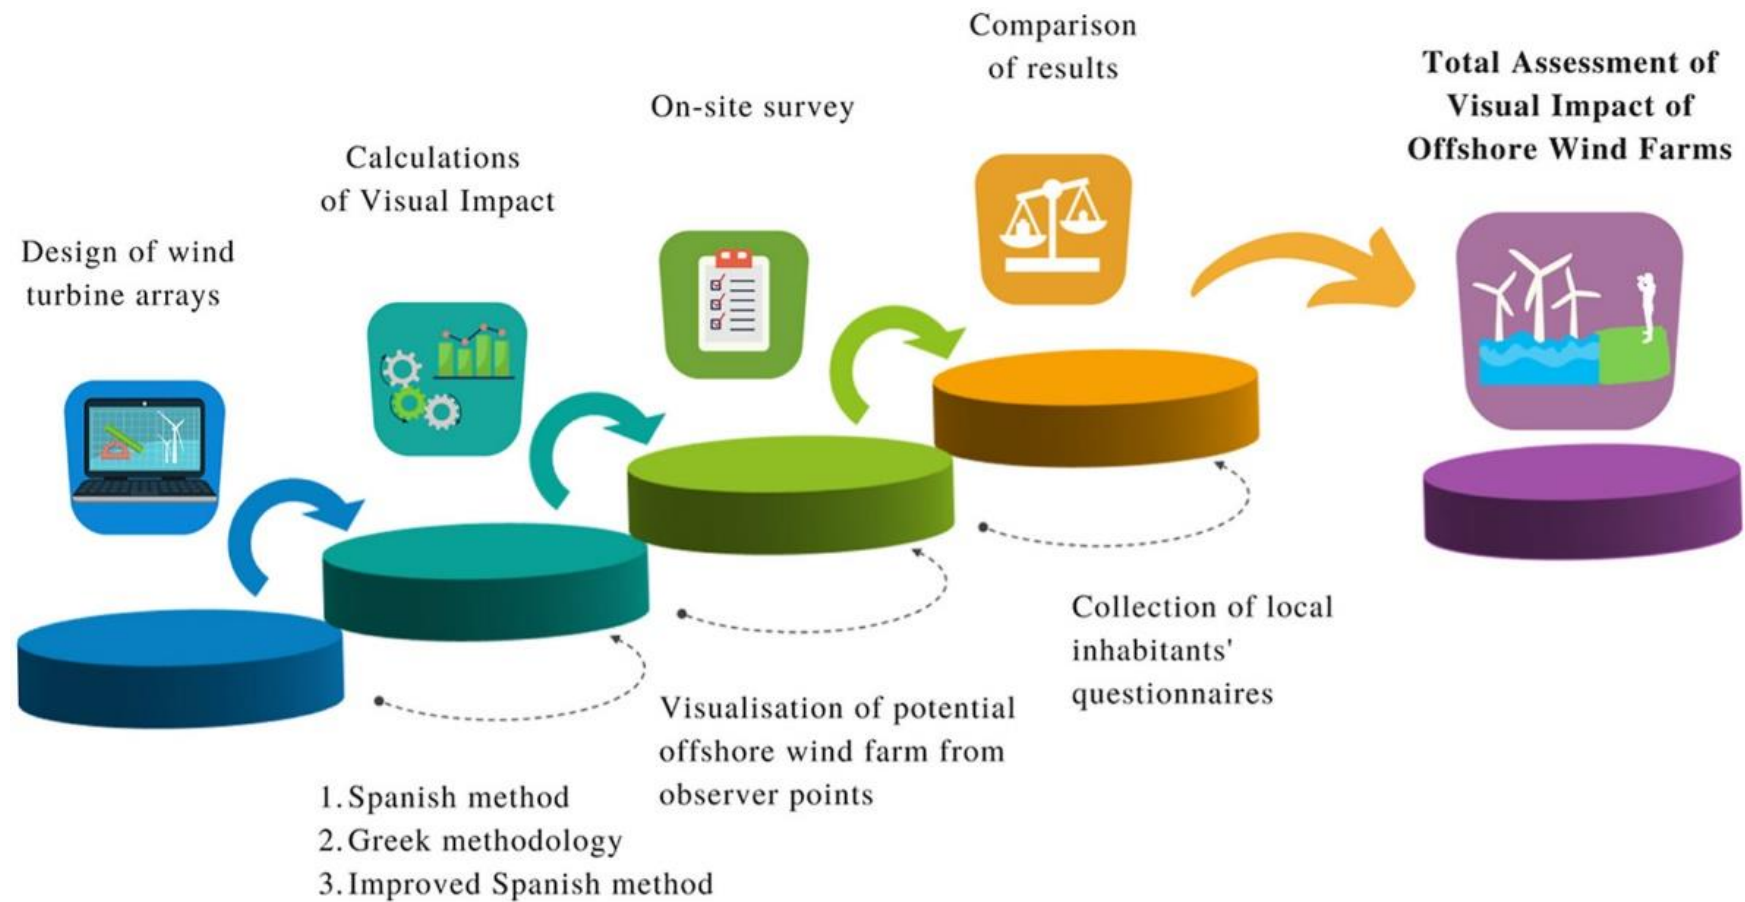 Design of wind
turbine arrays
Calculations
of Visual Impact
On-site survey
Comparison
of results
Total Assessment of
Visual Impact of
Offshore Wind Farms
1. Spanish method
2. Greek methodology
3. Improved Spanish method
Visualisation of potential
offshore wind farm from
observer points
Collection of local
inhabitants'
questionnaires